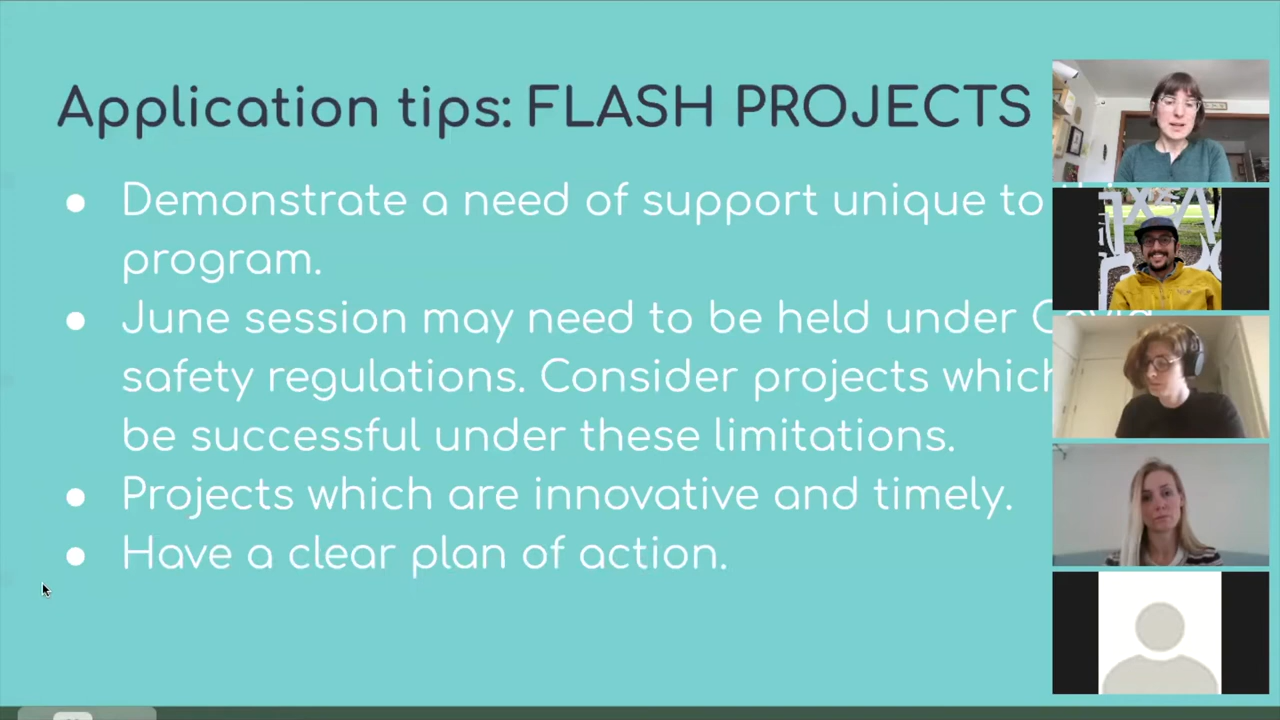 Application tips: FLASH PROJECTS
● Demonstrate a need of support unique to
program.
● June session may need to be held under Covid
safety regulations. Consider projects which
be successful under these limitations.
● Projects which are innovative and timely.
● Have a clear plan of action.